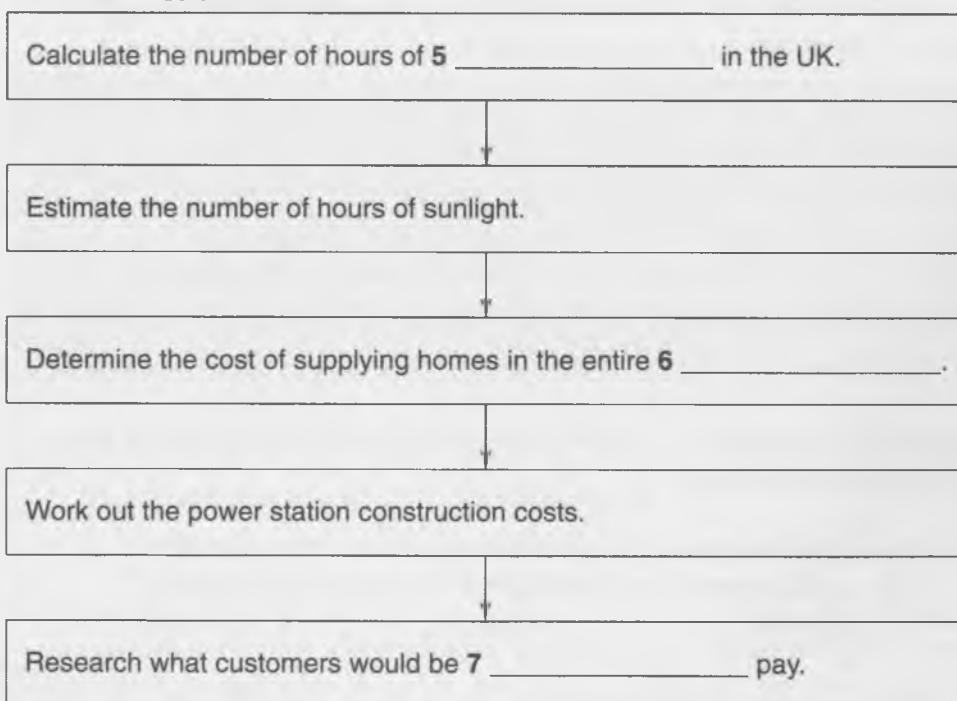 Calculate the number of hours of 5 ________________ in the UK.
Estimate the number of hours of sunlight.
Determine the cost of supplying homes in the entire 6 ________________.
Work out the power station construction costs.
Research what customers would be 7 ________________ pay.